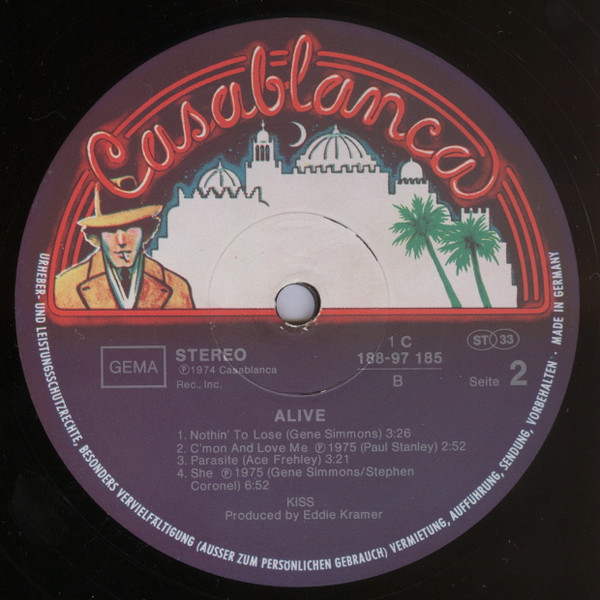 Casablanca
GEMA
STEREO
℗1974 Casablanca
Rec., Inc.
1 C
188-97 185
B
ST 33
Seite 2
ALIVE
1. Nothin' To Lose (Gene Simmons) 3:26
2. C'mon And Love Me ℗ 1975 (Paul Stanley) 2:52
3. Parasite (Ace Frehley) 3:21
4. She ℗ 1975 (Gene Simmons/Stephen
Coronel) 6:52
KISS
Produced by Eddie Kramer
URHEBER- UND LEISTUNGSSCHUTZRECHTE, BESONDERS VERVIELFÄLTIGUNG (AUSSER ZUM PERSÖNLICHEN GEBRAUCH) VERMIETUNG, AUFFÜHRUNG, SENDUNG, VORBEHALTEN · MADE IN GERMANY